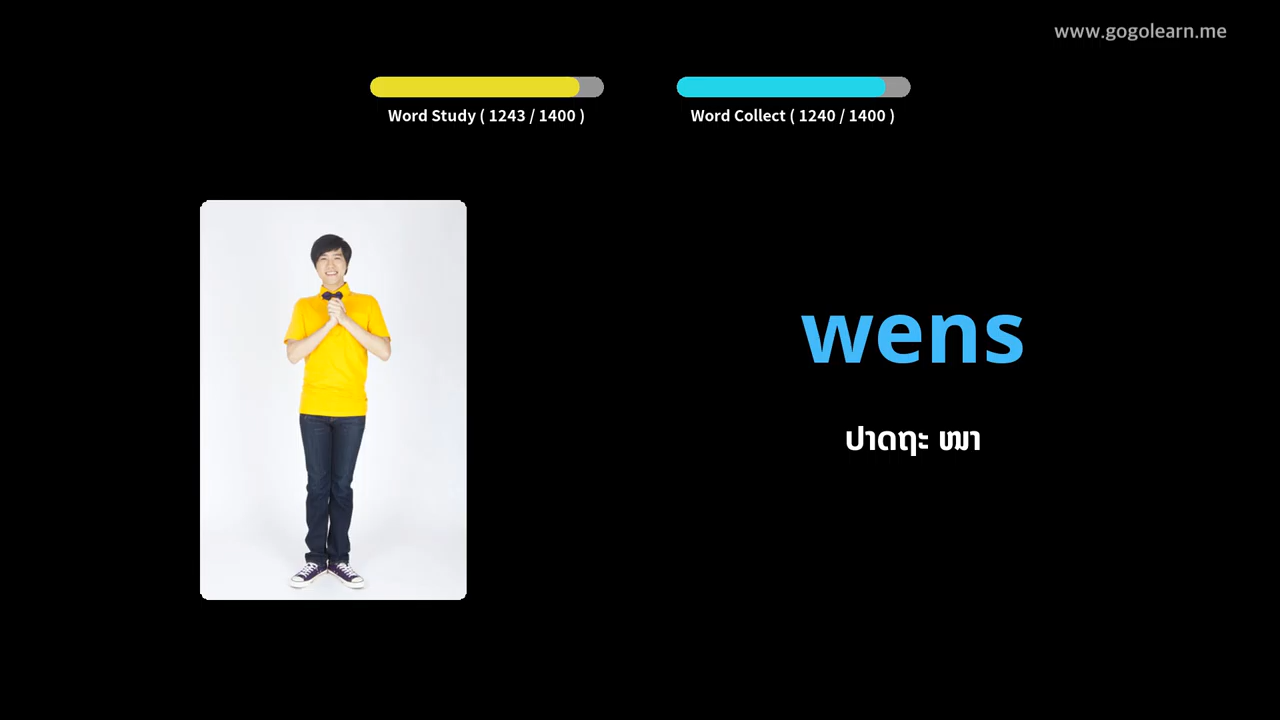 www.gogolearn.me
Word Study ( 1243 / 1400 )
Word Collect ( 1240 / 1400 )
wens
ປາດຖະ ໜາ